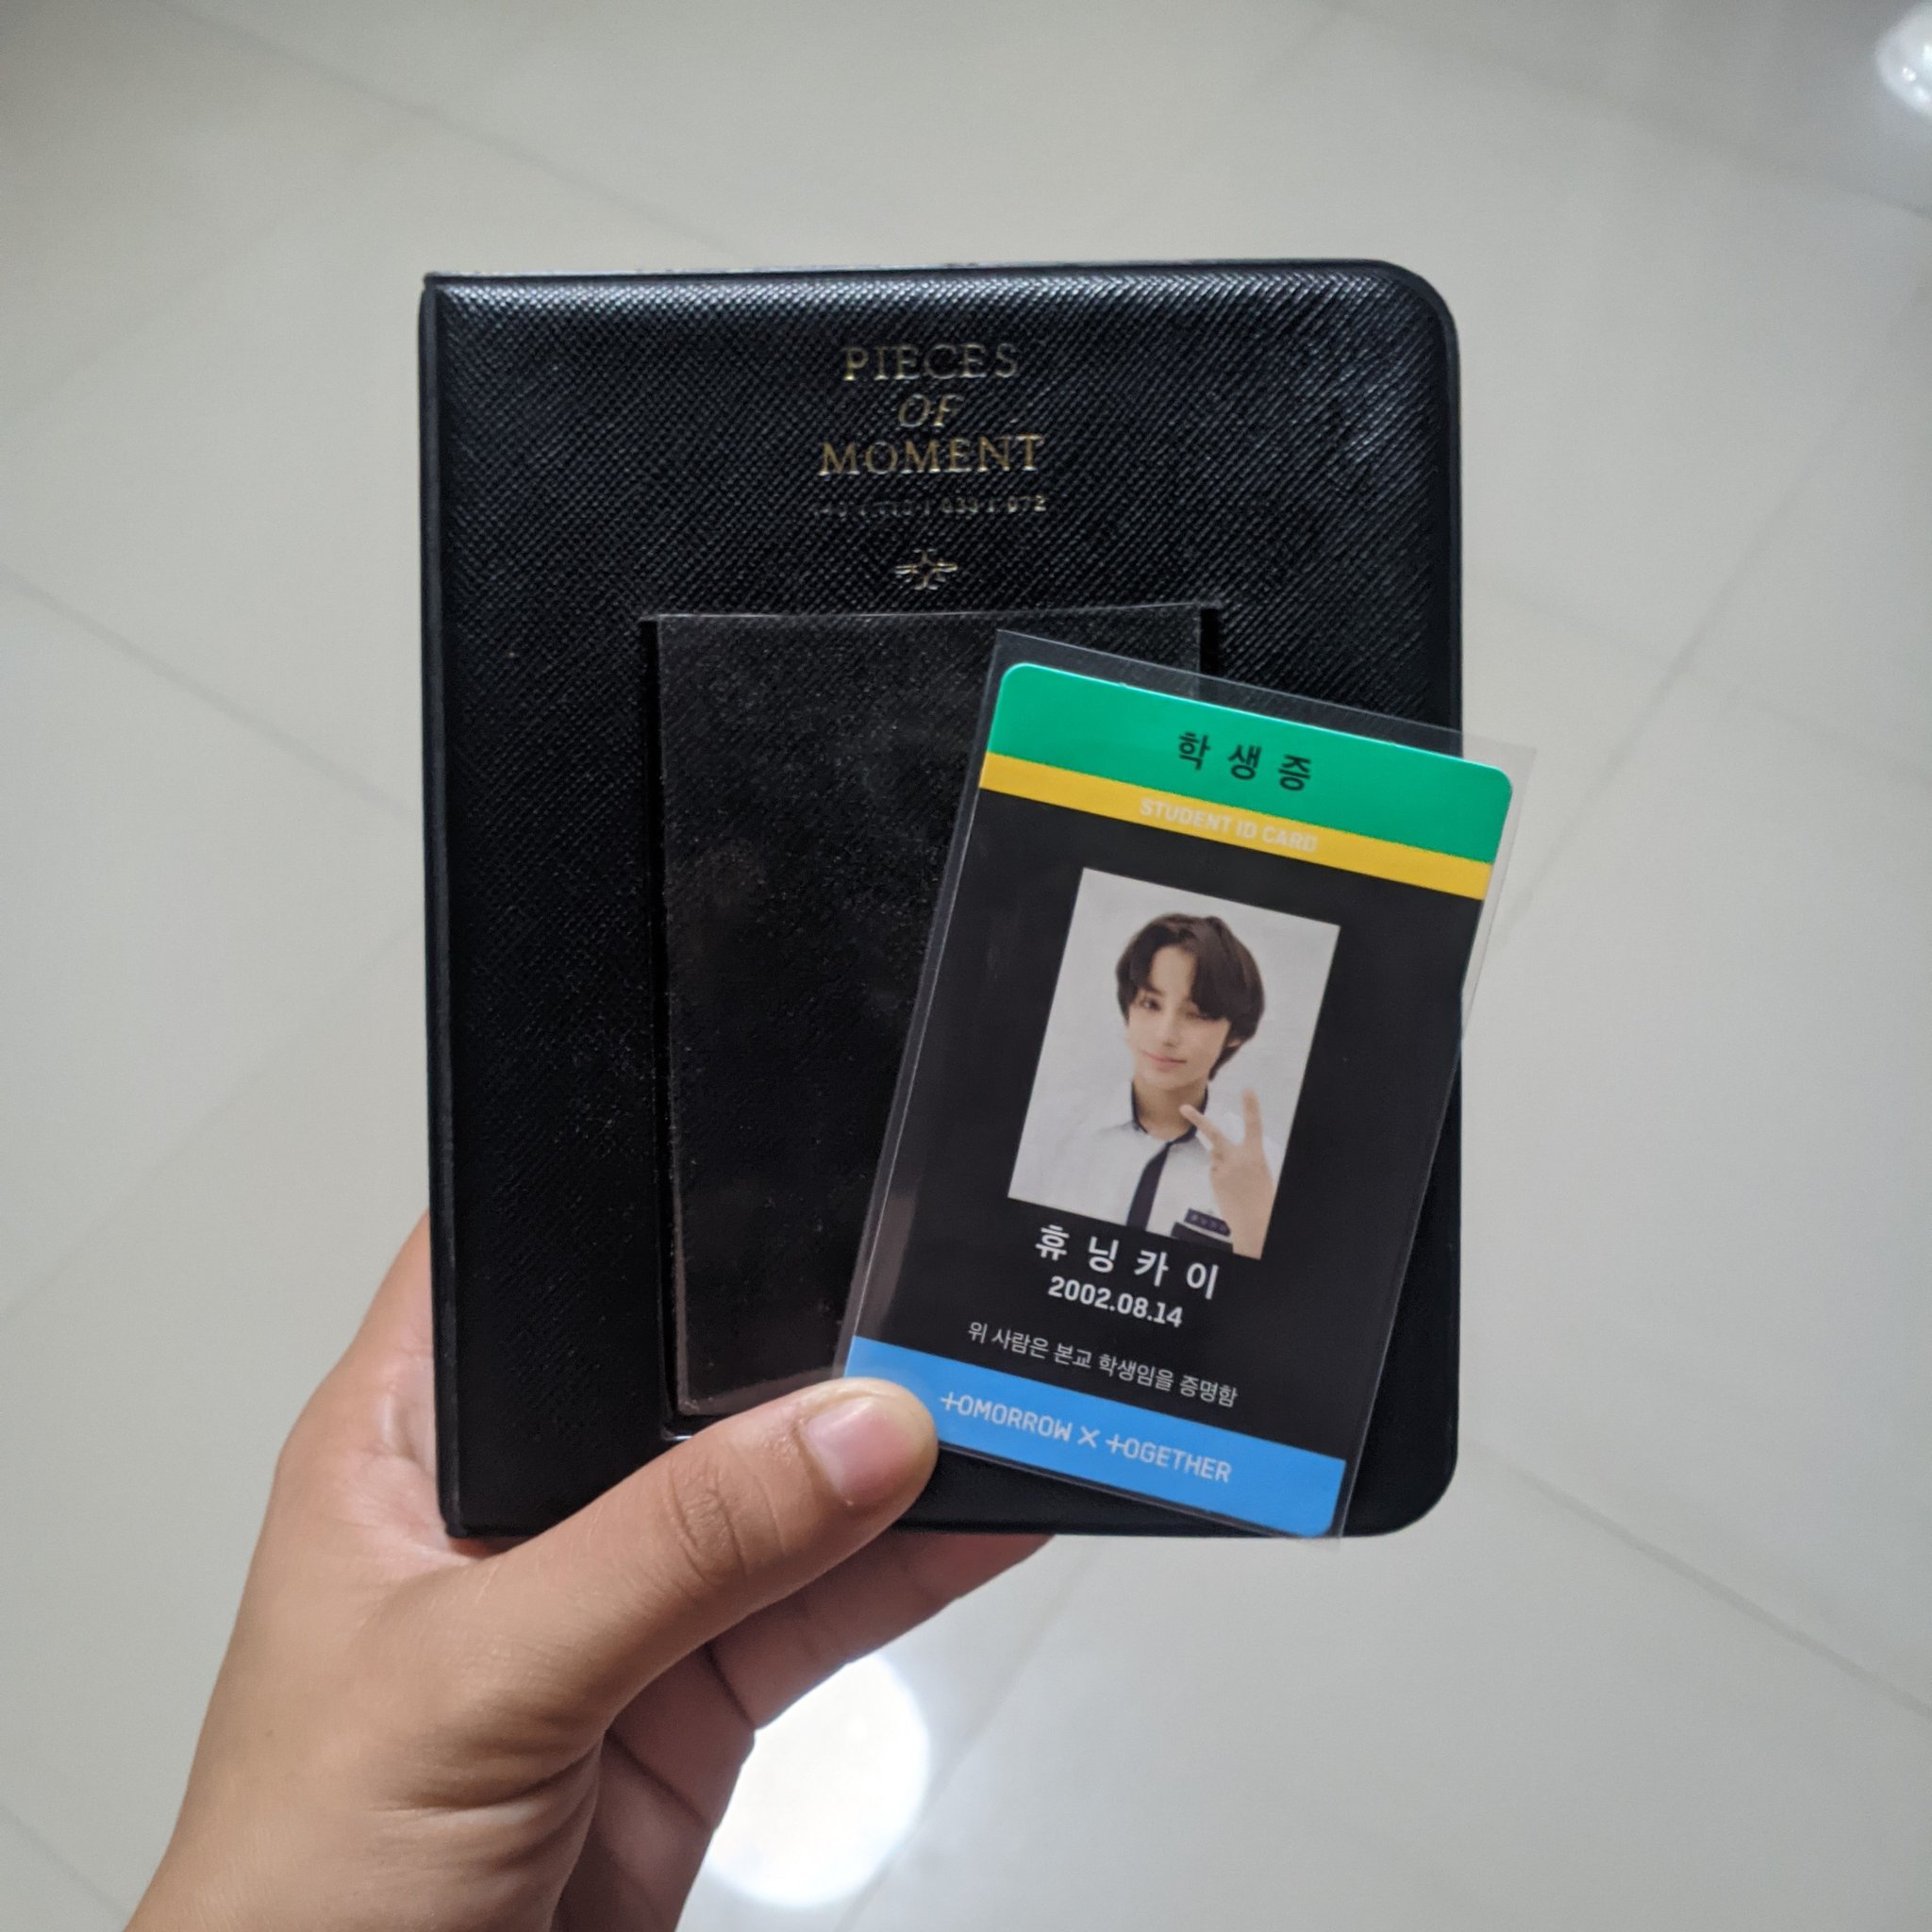 PIECES
OF
MOMENT
학생증
STUDENT ID CARD
휴닝카이
2002.08.14
위 사람은 본교 학생임을 증명함
TOMORROW X TOGETHER